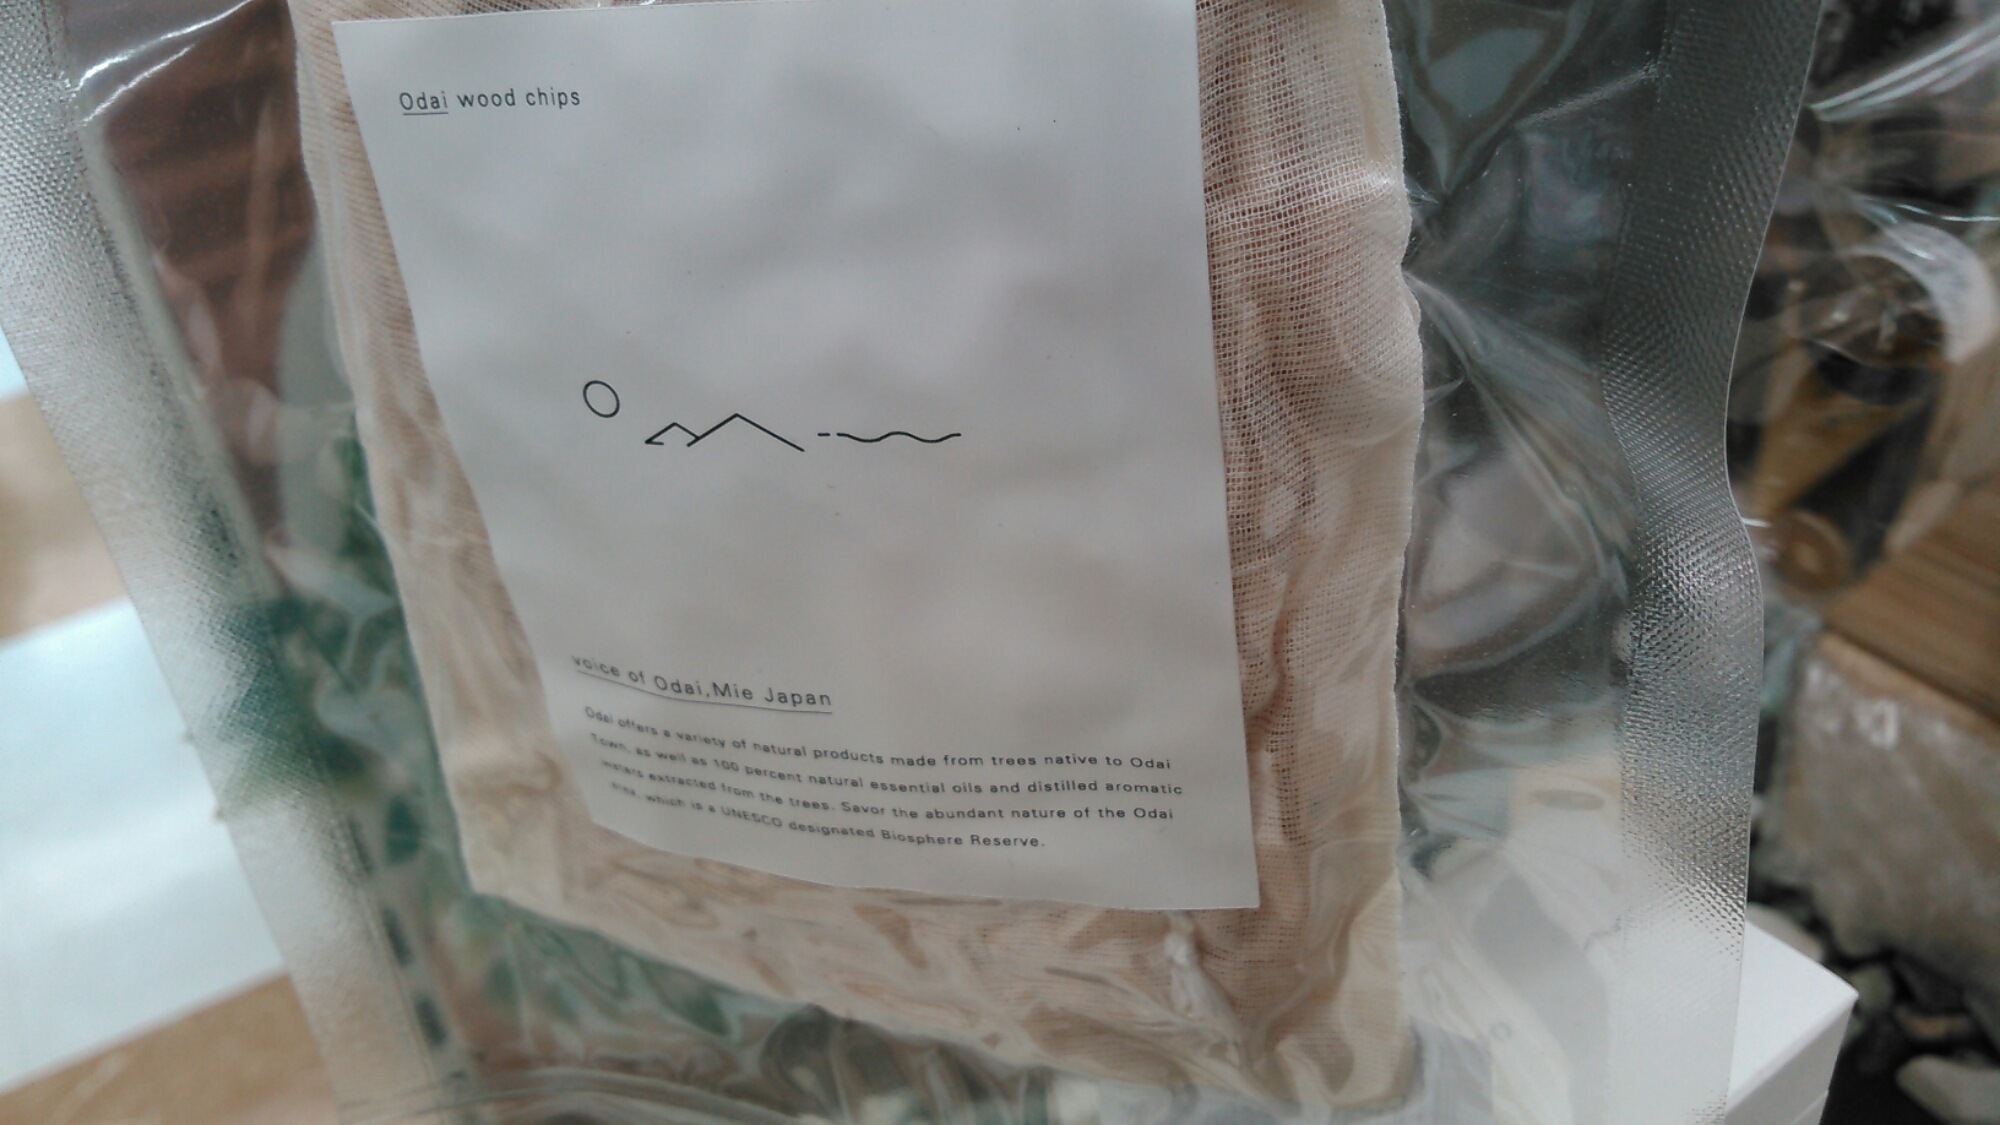 Odai wood chips
voice of Odai,Mie Japan
Odai offers a variety of natural products made from trees native to Odai
Town, as well as 100 percent natural essential oils and distilled aromatic
waters extracted from the trees. Savor the abundant nature of the Odai
area, which is a UNESCO designated Biosphere Reserve.